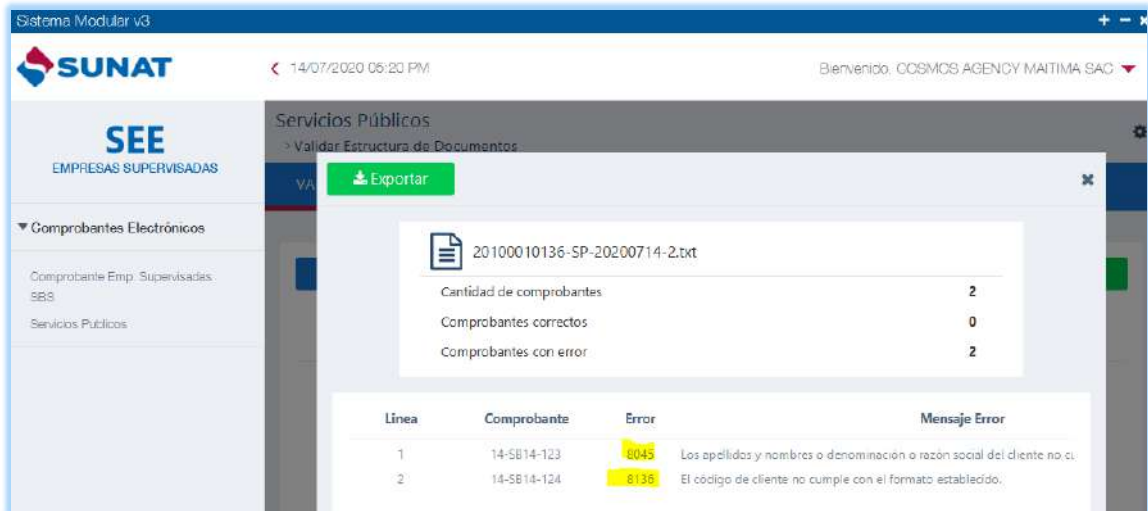 Sistema Modular v3
SUNAT
14/07/2020 05:20 PM
Bienvenido, COSMOS AGENCY MAITIMA SAC
SEE
EMPRESAS SUPERVISADAS
Servicios Públicos
> Validar Estructura de Documentos
VA
Exportar
Comprobantes Electrónicos
Comprobante Emp. Supervisadas
SBS
Servicios Publicos
20100010136-SP-20200714-2.txt
Cantidad de comprobantes 2
Comprobantes correctos 0
Comprobantes con error 2
Línea Comprobante Error Mensaje Error
1 14-SB14-123 8045 Los apellidos y nombres o denominación o razón social del cliente no cu
2 14-SB14-124 8136 El código de cliente no cumple con el formato establecido.